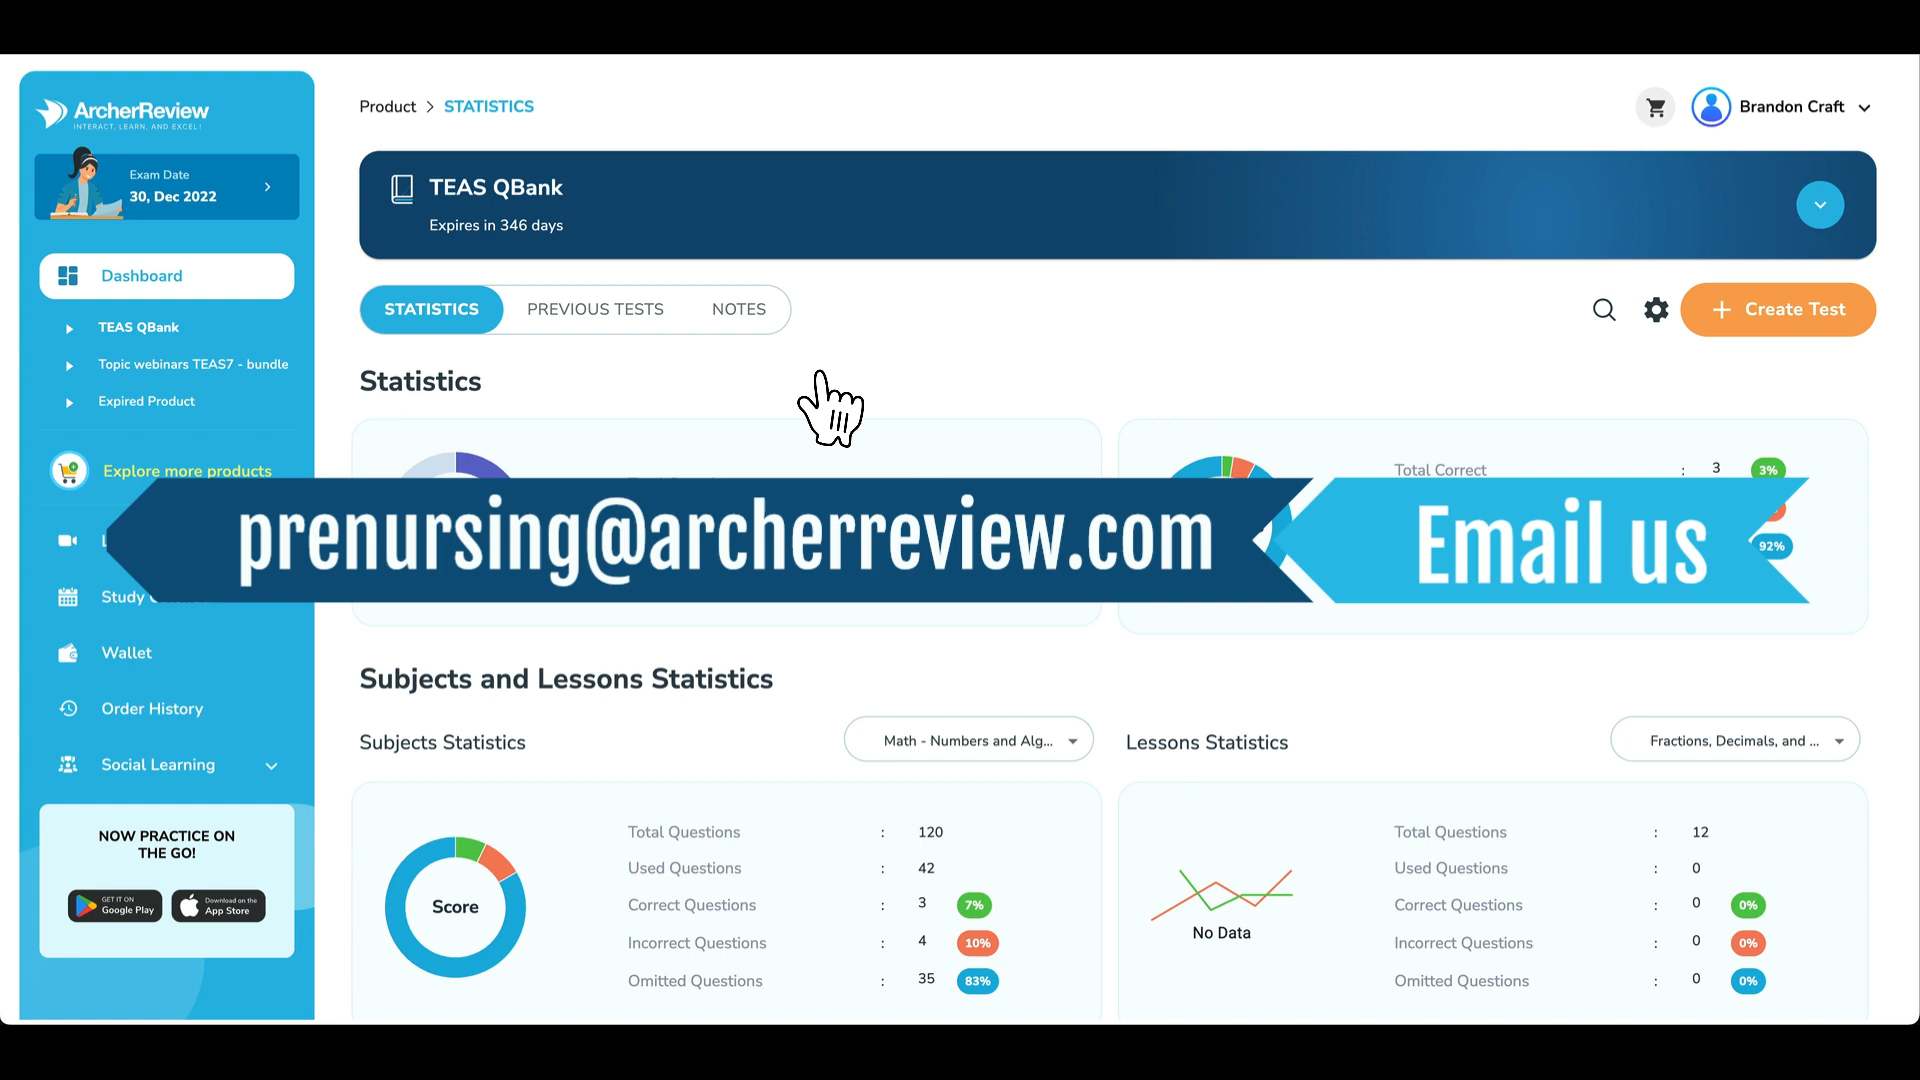 ArcherReview
INTERACT, LEARN, AND EXCEL!
Exam Date
30, Dec 2022
Dashboard
TEAS QBank
Topic webinars TEAS7 - bundle
Expired Product
Explore more products
Study
Wallet
Order History
Social Learning
NOW PRACTICE ON
THE GO!
GET IT ON
Google Play
Download on the
App Store
Product > STATISTICS
Brandon Craft
TEAS QBank
Expires in 346 days
STATISTICS PREVIOUS TESTS NOTES
+ Create Test
Statistics
Total Correct : 3 3%
92%
prenursing@archerreview.com
Email us
Subjects and Lessons Statistics
Subjects Statistics
Math - Numbers and Alg...
Score
Total Questions : 120
Used Questions : 42
Correct Questions : 3 7%
Incorrect Questions : 4 10%
Omitted Questions : 35 83%
Lessons Statistics
Fractions, Decimals, and ...
No Data
Total Questions : 12
Used Questions : 0
Correct Questions : 0 0%
Incorrect Questions : 0 0%
Omitted Questions : 0 0%